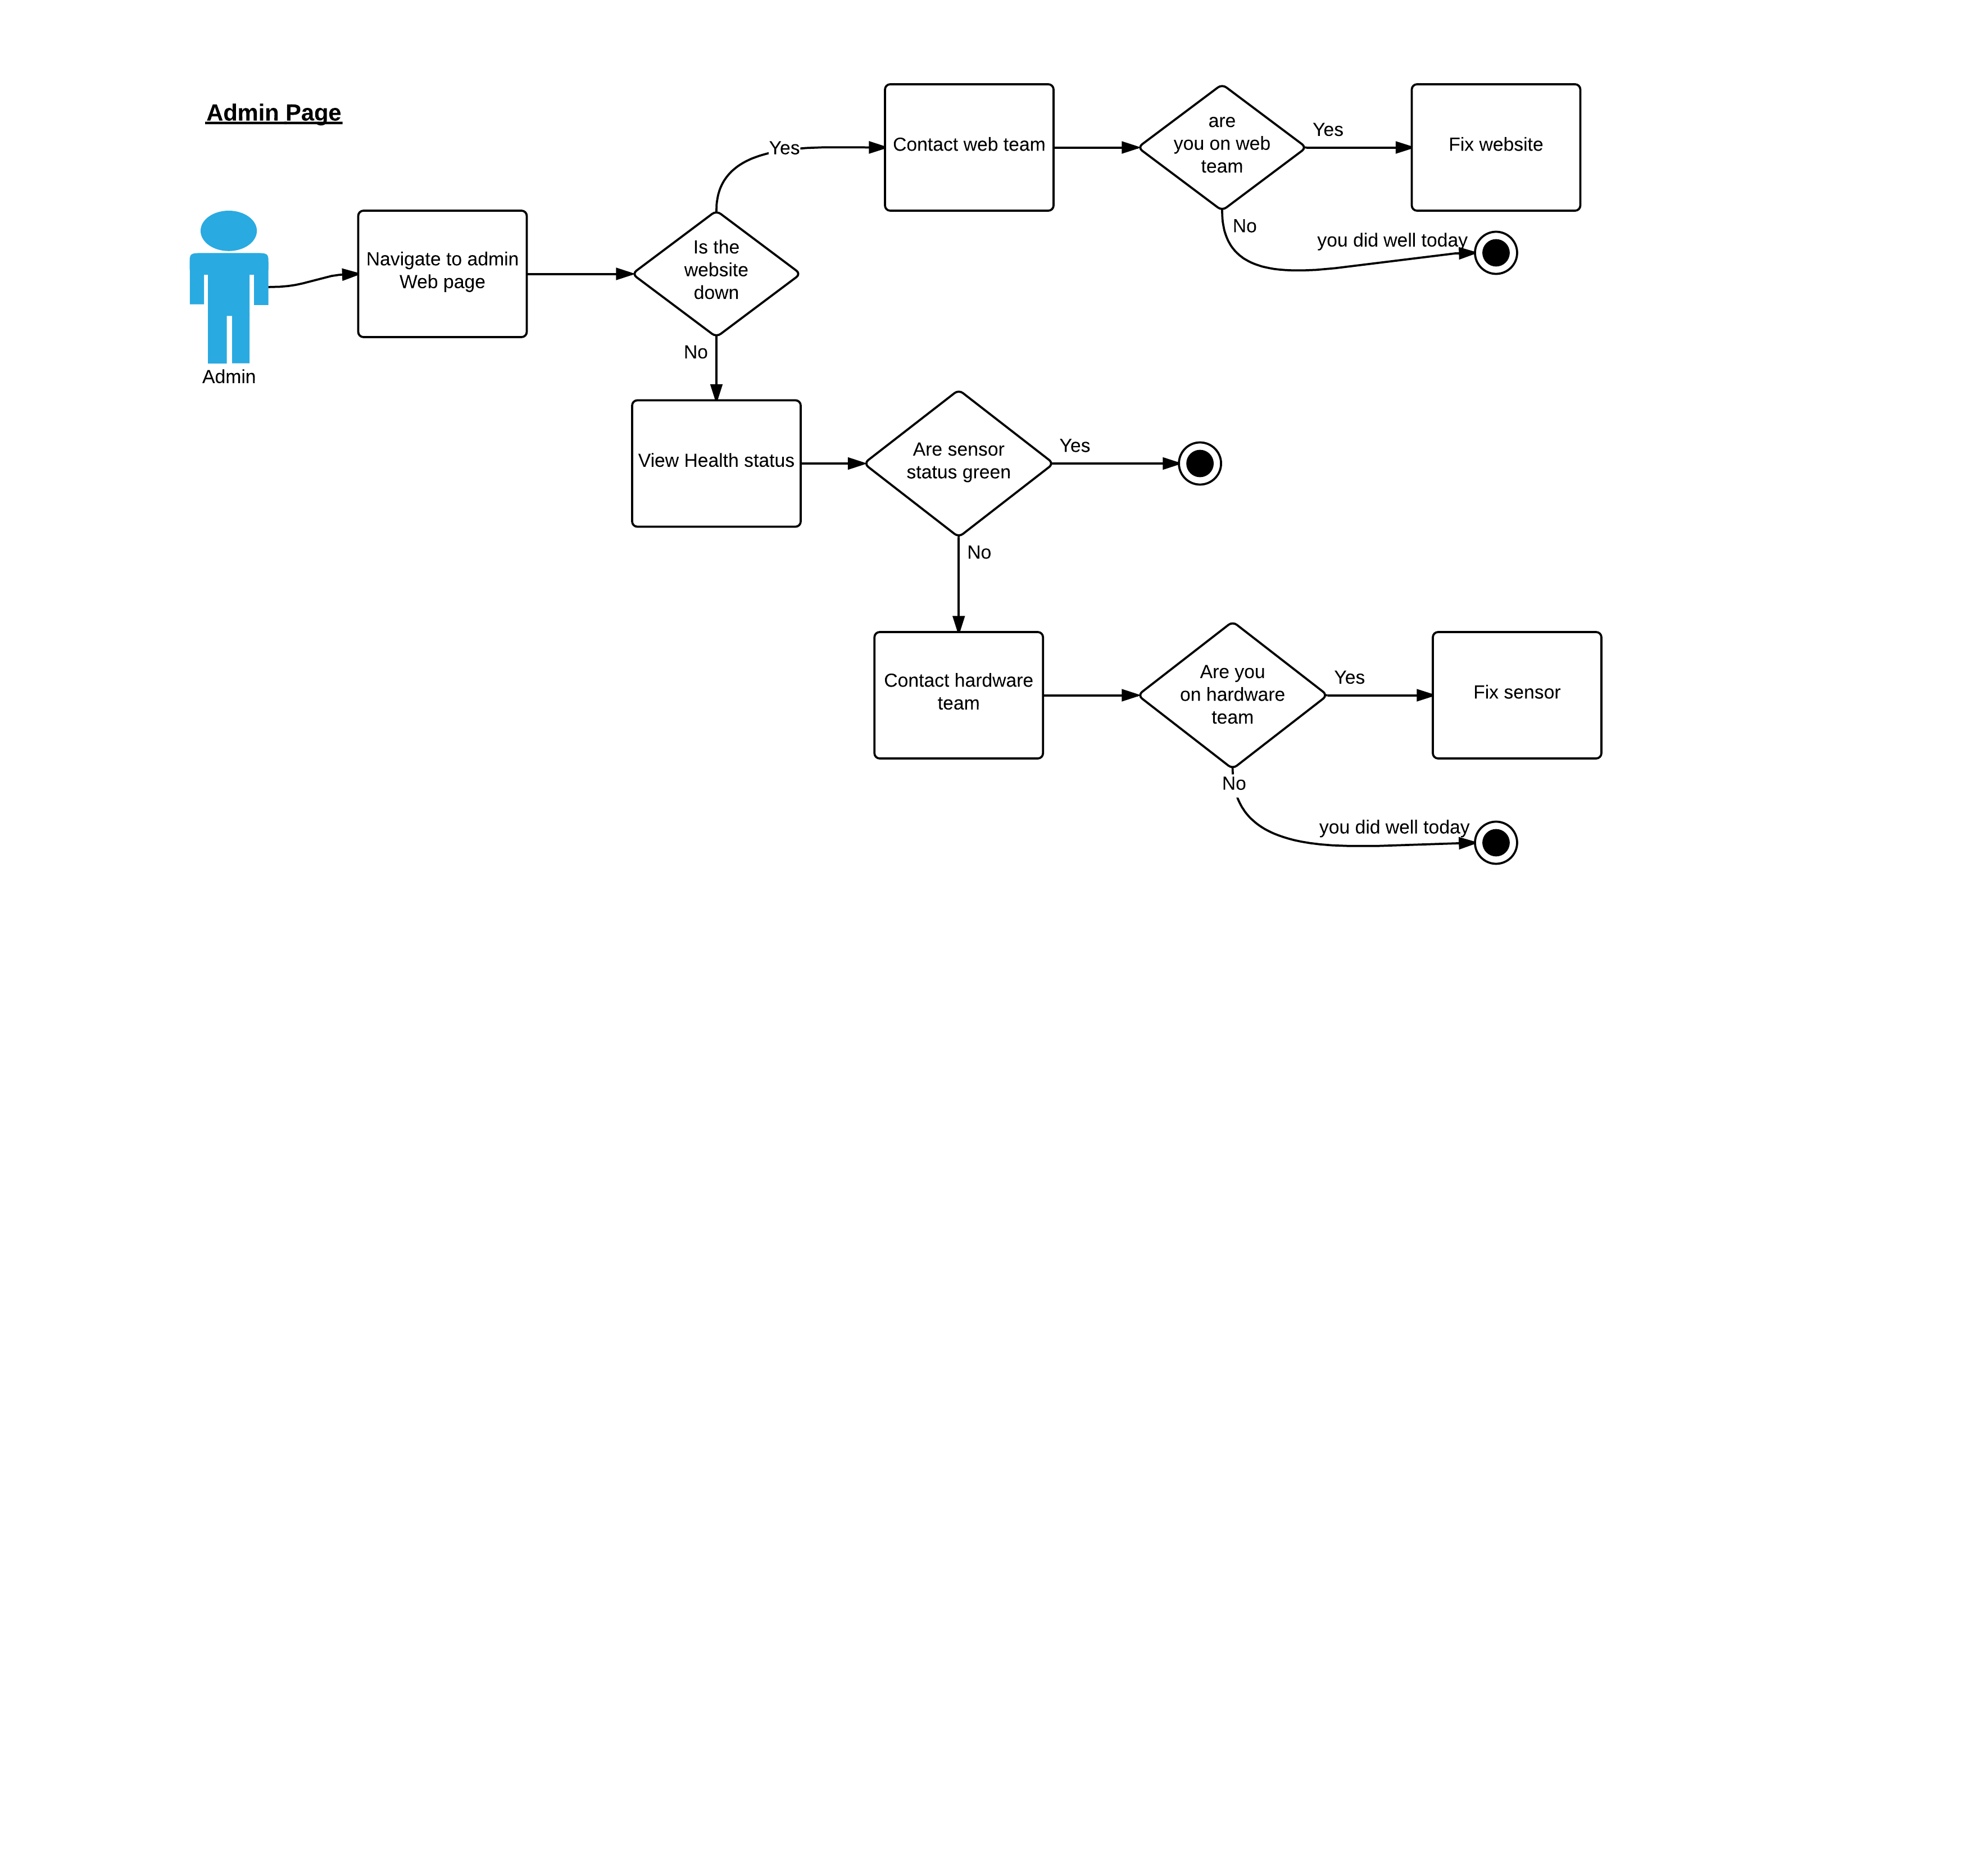 Admin Page
Admin
Navigate to admin
Web page
Is the
website
down
Yes
Contact web team
are
you on web
team
Yes
Fix website
No
you did well today
No
View Health status
Are sensor
status green
Yes
No
Contact hardware
team
Are you
on hardware
team
Yes
Fix sensor
No
you did well today